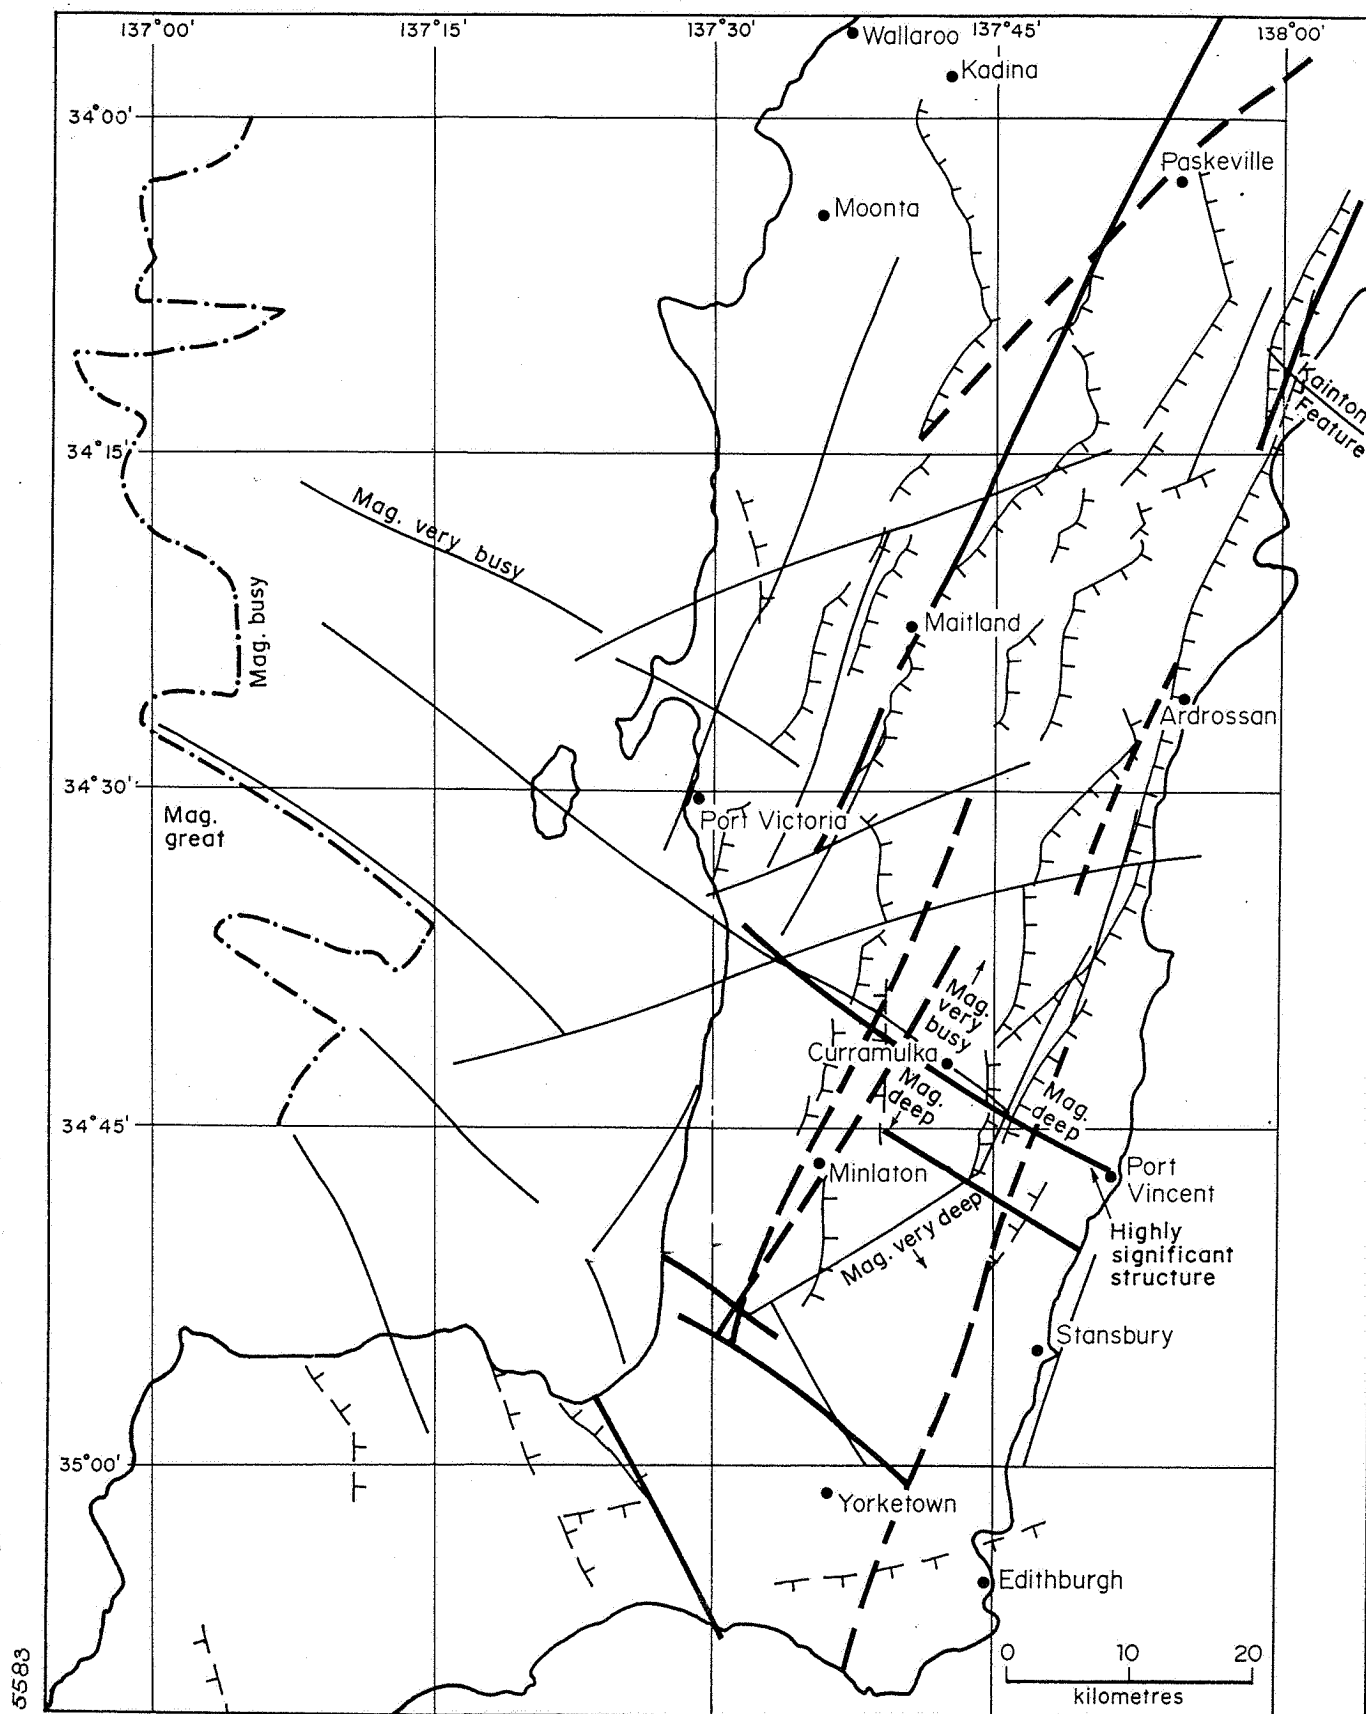 137°00'
137°15'
137°30'
137°45'
138°00'
Wallaroo
Kadina
34°00'
Paskeville
Moonta
Kainton
Feature
34°15'
Mag. very busy
Mag. busy
Maitland
Ardrossan
34°30'
Mag.
great
Port Victoria
Mag.
very
busy
Curramulka
Mag.
deep
Mag.
deep
34°45'
Minlaton
Port
Vincent
Mag. very deep
Highly
significant
structure
Stansbury
35°00'
Yorketown
Edithburgh
0 10 20
kilometres
5583